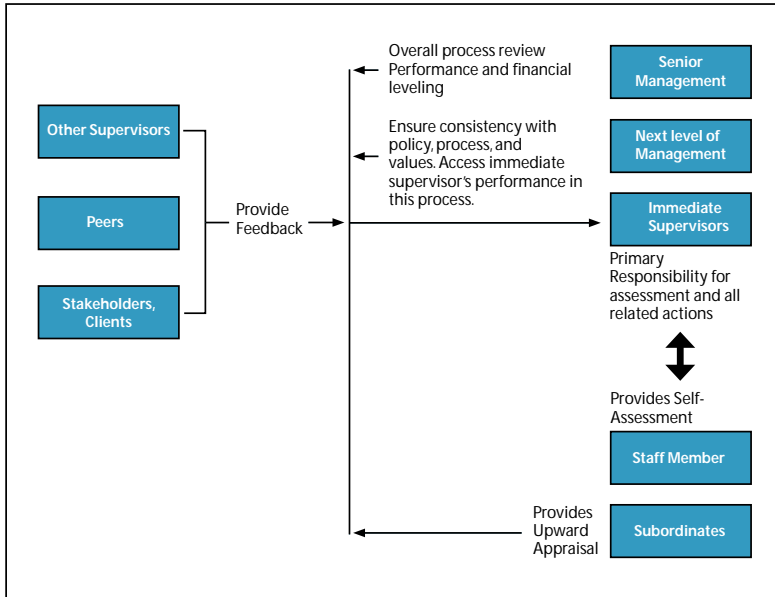 Other Supervisors
Peers
Stakeholders,
Clients
Provide
Feedback
Overall process review
Performance and financial
leveling
Ensure consistency with
policy, process, and
values. Access immediate
supervisor's performance in
this process.
Senior
Management
Next level of
Management
Immediate
Supervisors
Primary
Responsibility for
assessment and all
related actions
Provides Self-
Assessment
Staff Member
Provides
Upward
Appraisal
Subordinates